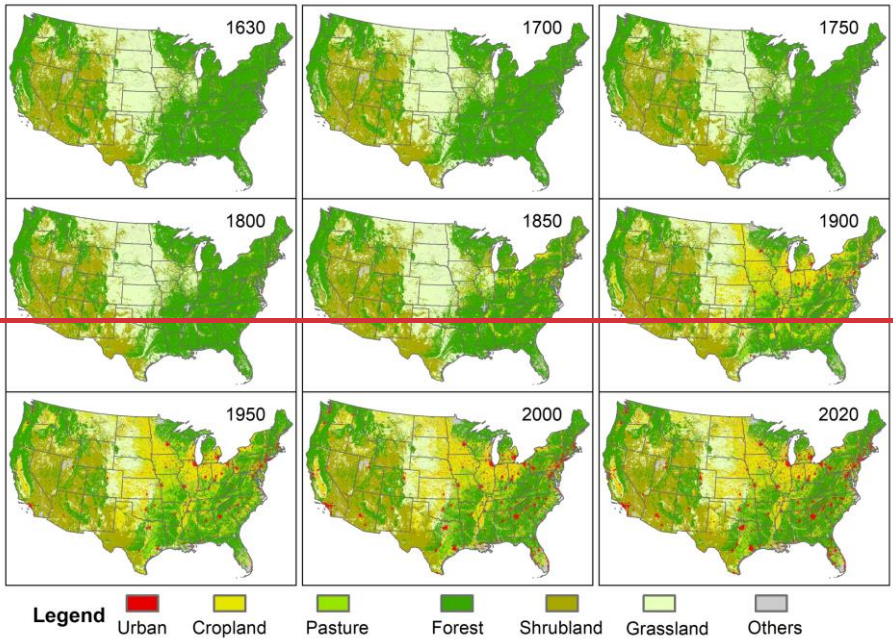 1630
1700
1750
1800
1850
1900
1950
2000
2020
Legend
Urban
Cropland
Pasture
Forest
Shrubland
Grassland
Others